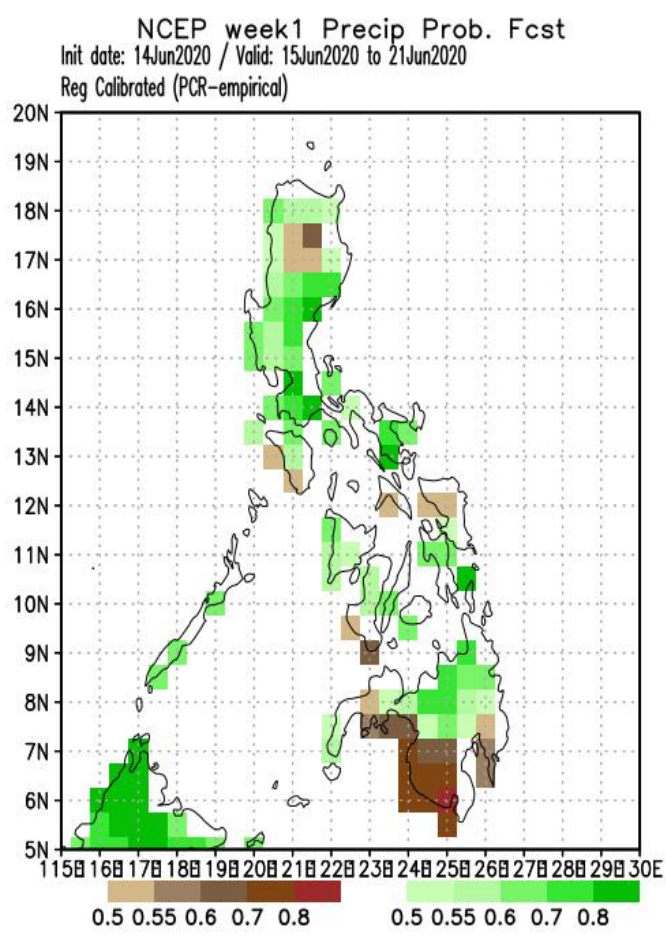 NCEP week1 Precip Prob. Fcst
Init date: 14Jun2020 / Valid: 15Jun2020 to 21Jun2020
Reg Calibrated (PCR-empirical)
20N
19N
18N
17N
16N
15N
14N
13N
12N
11N
10N
9N
8N
7N
6N
5N
115E 116E 117E 118E 119E 120E 121E 122E 123E 124E 125E 126E 127E 128E 129E 130E
0.5 0.55 0.6 0.7 0.8 0.5 0.55 0.6 0.7 0.8